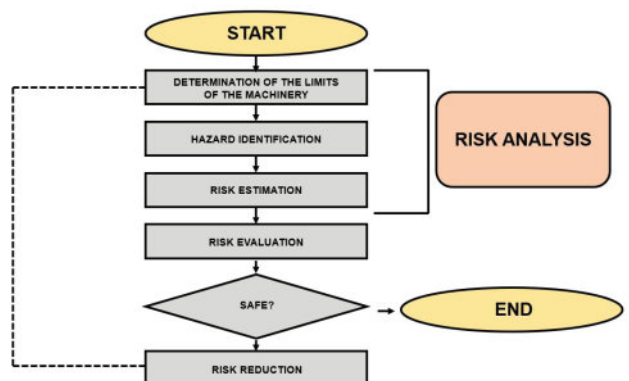 START
DETERMINATION OF THE LIMITS
OF THE MACHINERY
HAZARD IDENTIFICATION
RISK ANALYSIS
RISK ESTIMATION
RISK EVALUATION
SAFE?
END
RISK REDUCTION